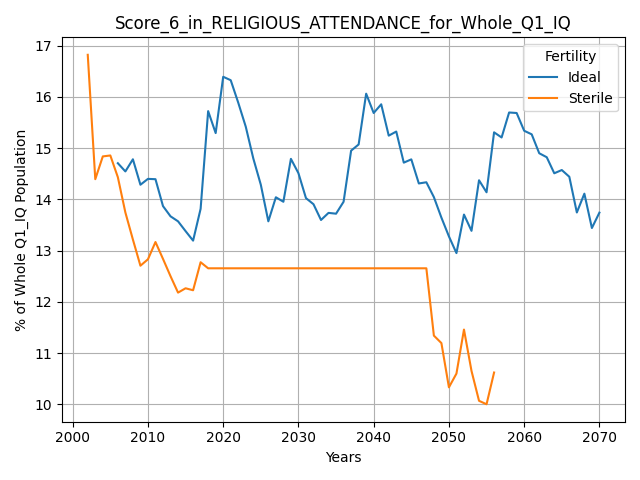 Score_6_in_RELIGIOUS_ATTENDANCE_for_Whole_Q1_IQ
% of Whole Q1_IQ Population
17
16
15
14
13
12
11
10
Fertility
Ideal
Sterile
2000 2010 2020 2030 2040 2050 2060 2070
Years